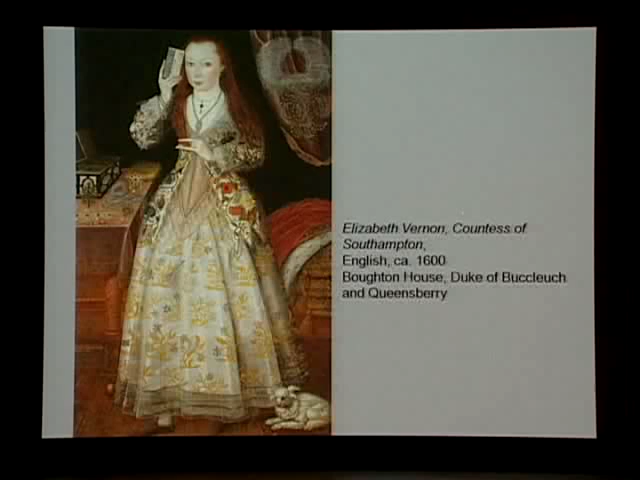 Elizabeth Vernon, Countess of
Southampton,
English, ca. 1600
Boughton House, Duke of Buccleuch
and Queensberry